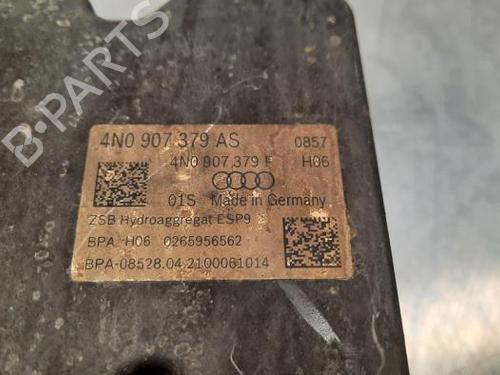 4N0 907 379 AS 0857
4N0 907 379 F H06
01S Made in Germany
ZSB Hydroaggregat ESP9
BPA H06 0265956562
BPA-08528.04.2100061014
B-PARTS